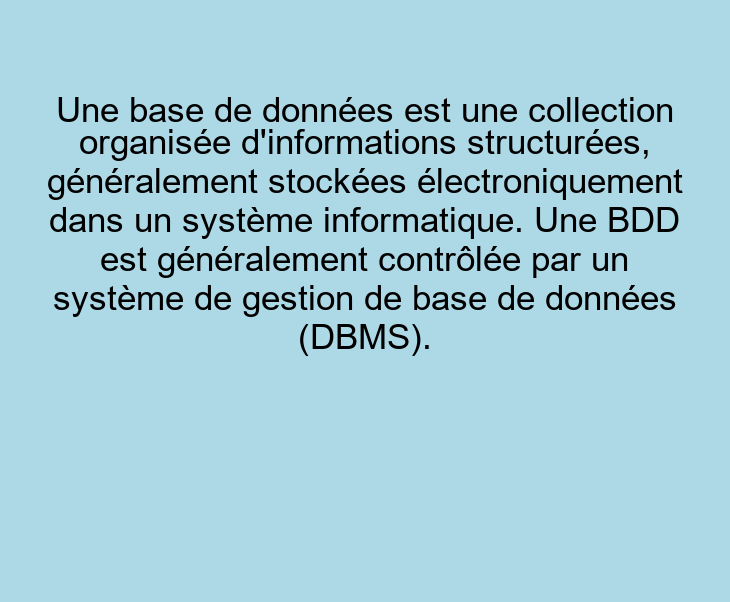 Une base de données est une collection
organisée d'informations structurées,
généralement stockées électroniquement
dans un système informatique. Une BDD
est généralement contrôlée par un
système de gestion de base de données
(DBMS).